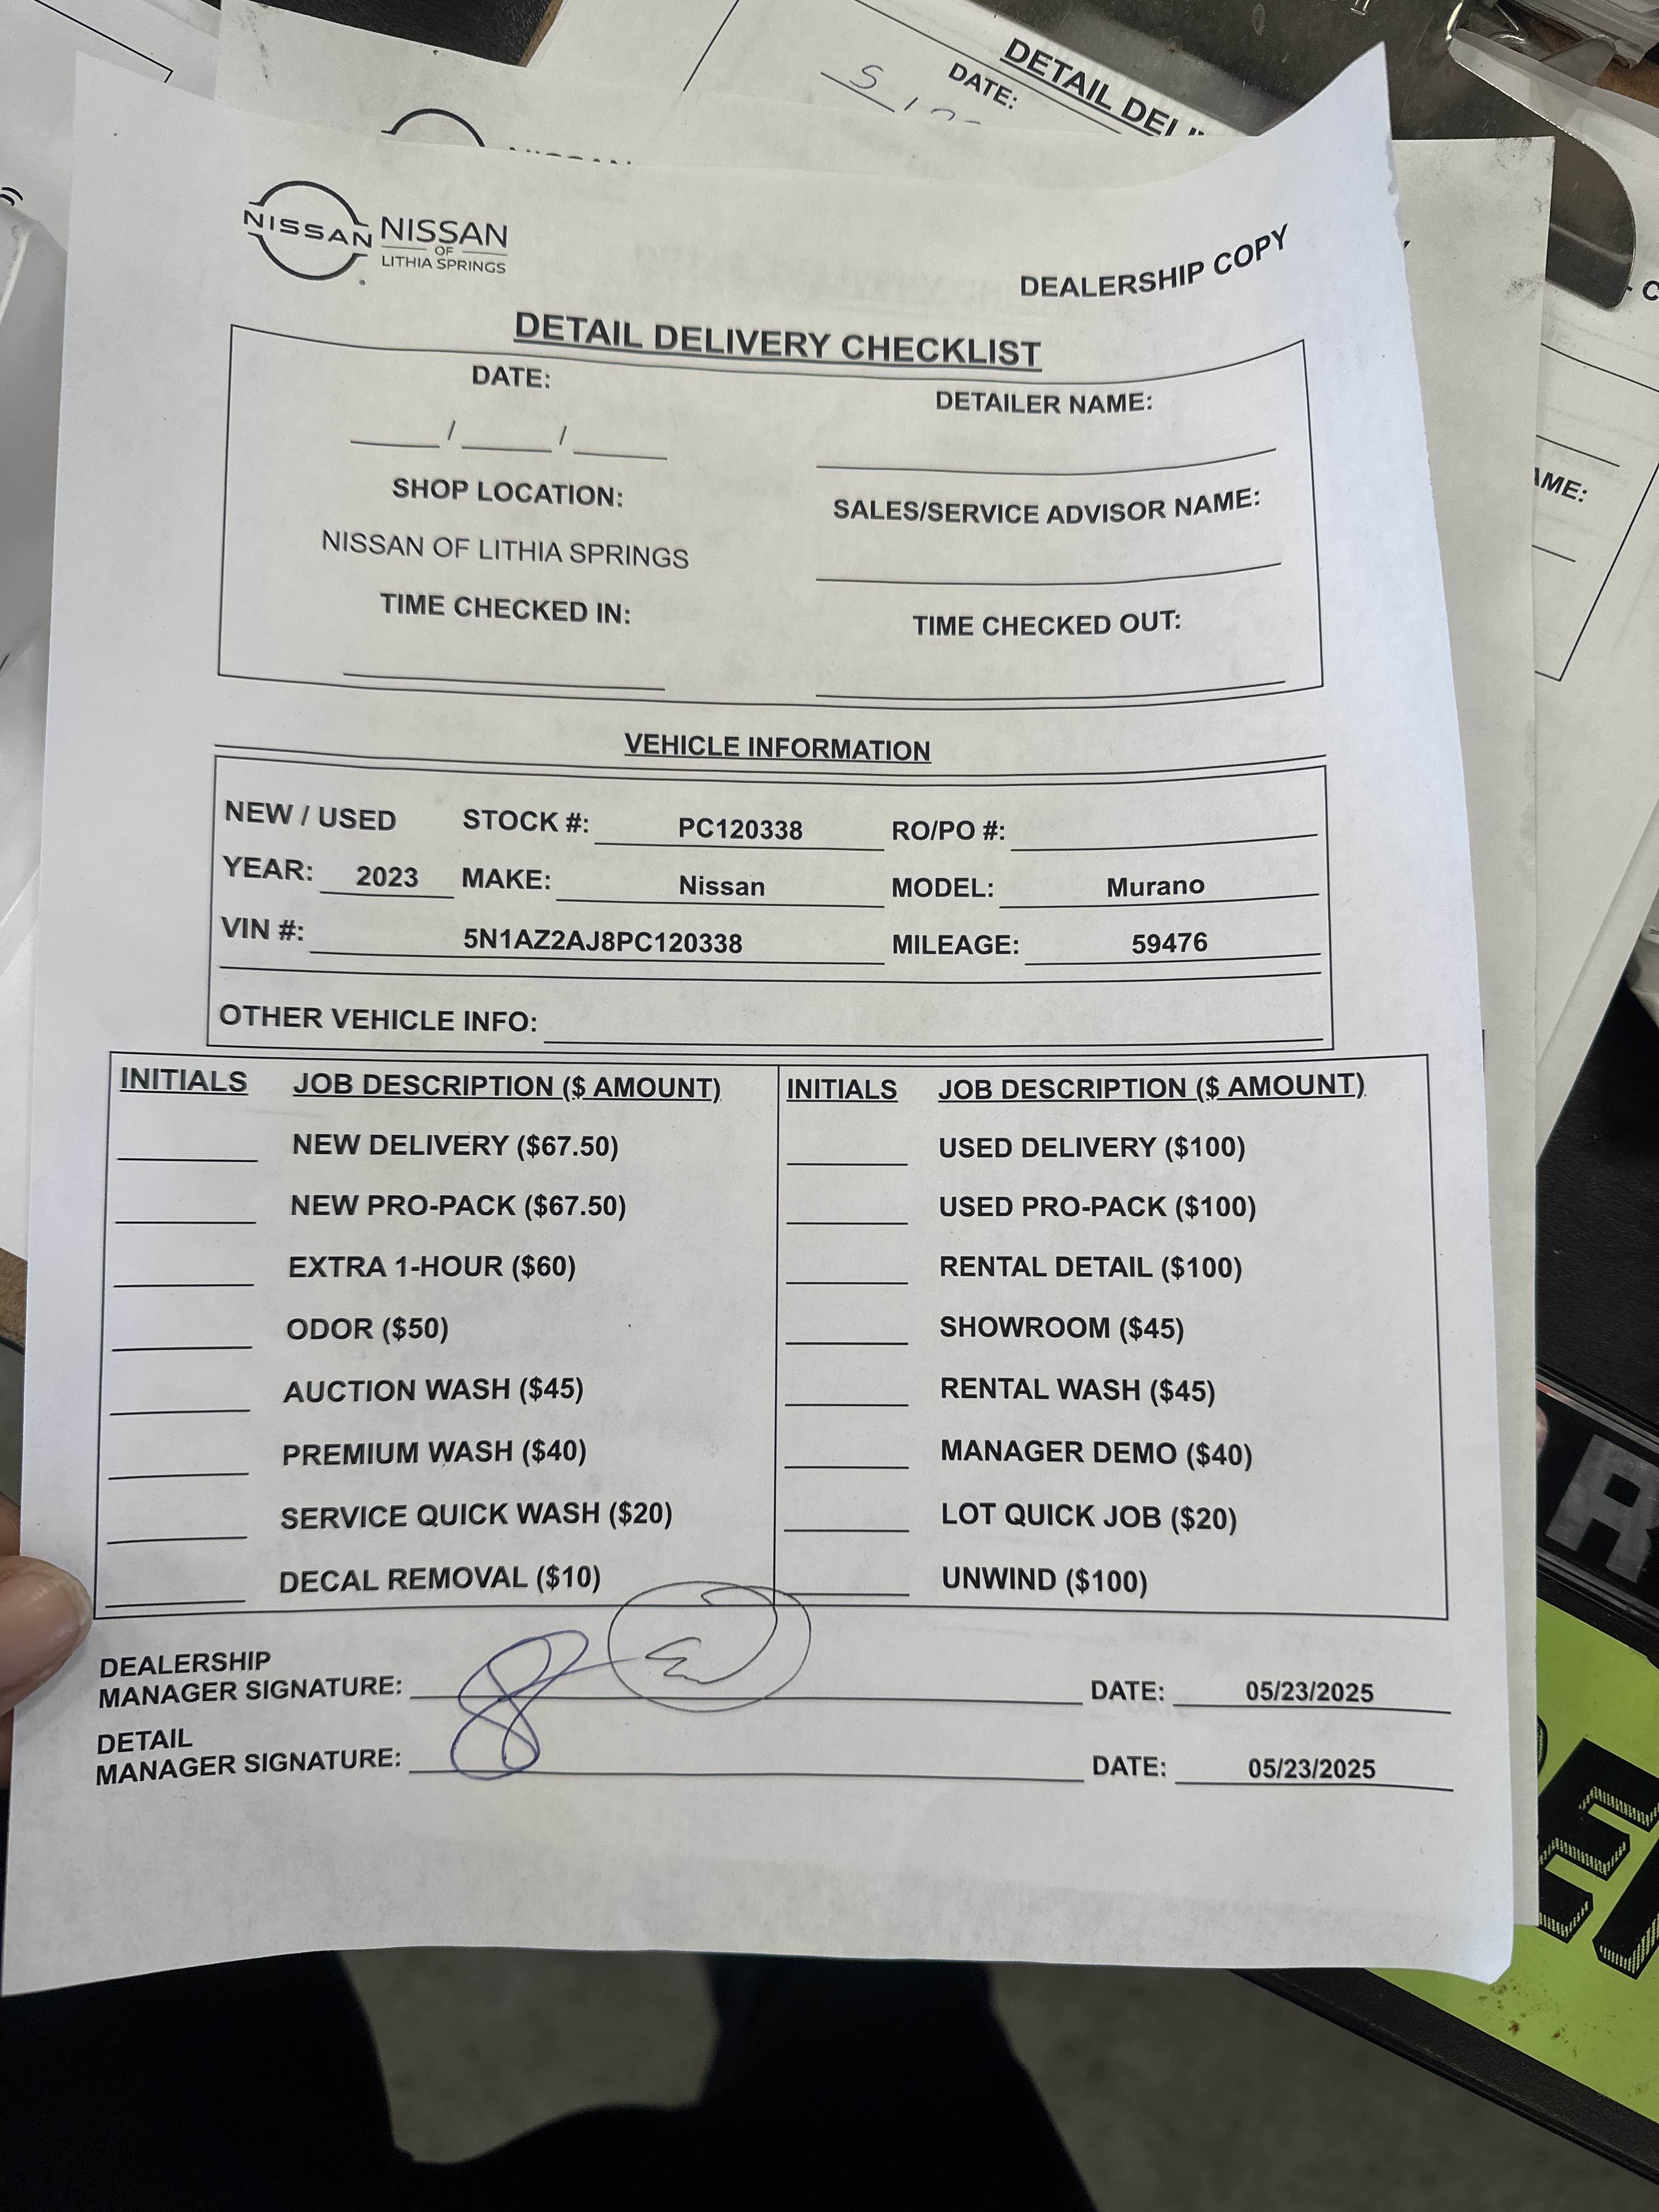 DETAIL DELI
DATE:
NISSAN
NISSAN
OF
LITHIA SPRINGS
DEALERSHIP COPY
DETAIL DELIVERY CHECKLIST
DATE:
DETAILER NAME:
____/____/____
SHOP LOCATION:
SALES/SERVICE ADVISOR NAME:
NISSAN OF LITHIA SPRINGS
TIME CHECKED IN:
TIME CHECKED OUT:
AME:
VEHICLE INFORMATION
NEW / USED STOCK #: PC120338 RO/PO #:
YEAR: 2023 MAKE: Nissan MODEL: Murano
VIN #: 5N1AZ2AJ8PC120338 MILEAGE: 59476
OTHER VEHICLE INFO:
INITIALS JOB DESCRIPTION ($ AMOUNT) INITIALS JOB DESCRIPTION ($ AMOUNT)
NEW DELIVERY ($67.50) USED DELIVERY ($100)
NEW PRO-PACK ($67.50) USED PRO-PACK ($100)
EXTRA 1-HOUR ($60) RENTAL DETAIL ($100)
ODOR ($50) SHOWROOM ($45)
AUCTION WASH ($45) RENTAL WASH ($45)
PREMIUM WASH ($40) MANAGER DEMO ($40)
SERVICE QUICK WASH ($20) LOT QUICK JOB ($20)
DECAL REMOVAL ($10) UNWIND ($100)
DEALERSHIP
MANAGER SIGNATURE: DATE: 05/23/2025
DETAIL
MANAGER SIGNATURE: DATE: 05/23/2025